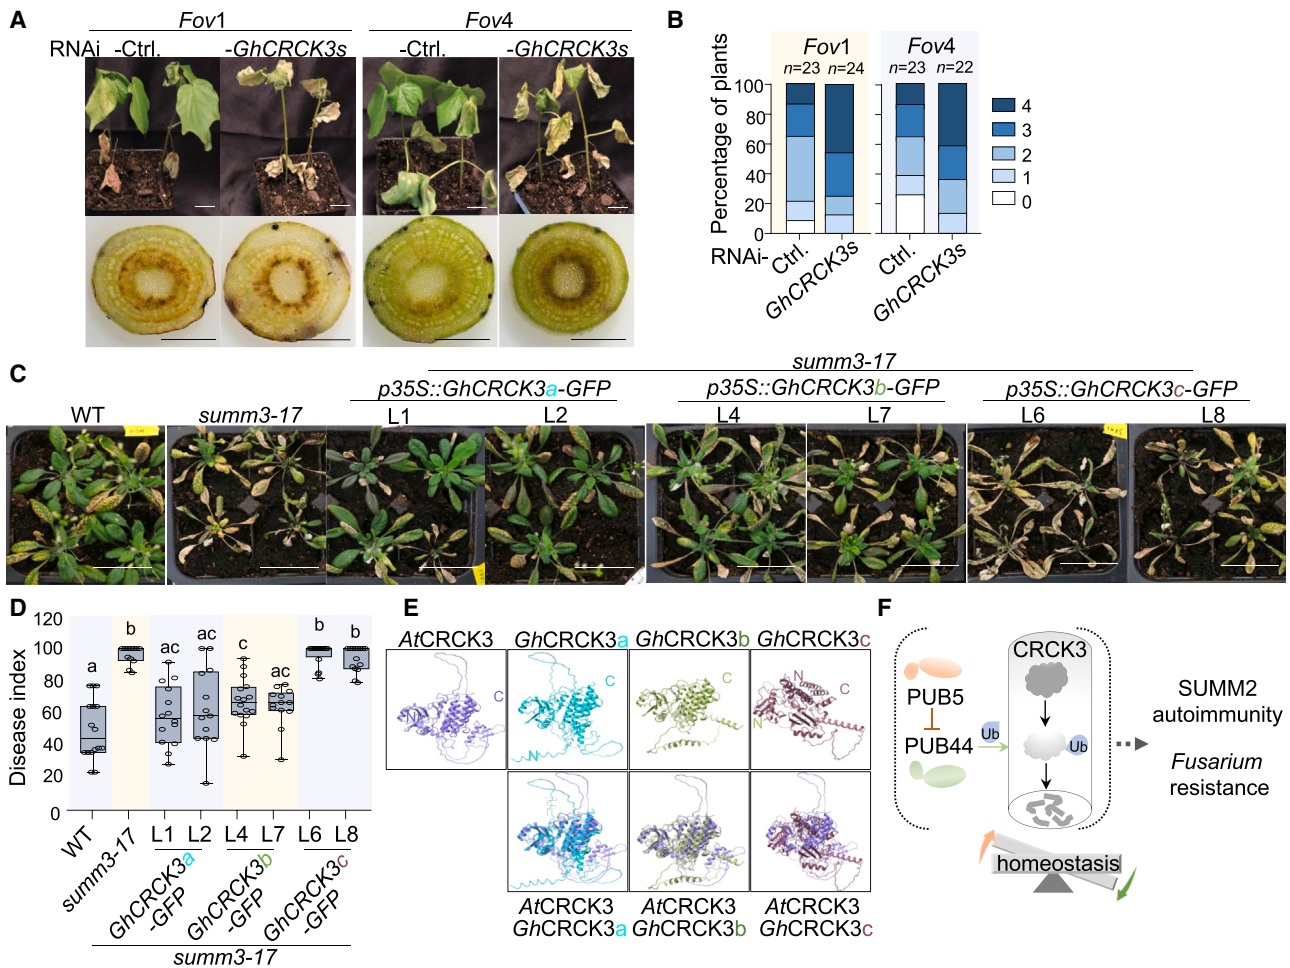 A
Fov1
Fov4
RNAi -Ctrl. -GhCRCK3s -Ctrl. -GhCRCK3s
B
Fov1 Fov4
n=23 n=24 n=23 n=22
Percentage of plants
100
80
60
40
20
0
4
3
2
1
0
RNAi- Ctrl. GhCRCK3s Ctrl. GhCRCK3s
C
summ3-17
p35S::GhCRCK3a-GFP p35S::GhCRCK3b-GFP p35S::GhCRCK3c-GFP
WT summ3-17 L1 L2 L4 L7 L6 L8
D
Disease index
120
100
80
60
40
20
0
a b ac ac c ac b b
WT summ3-17 L1 L2 L4 L7 L6 L8
GhCRCK3a
-GFP
GhCRCK3b
-GFP
GhCRCK3c
-GFP
summ3-17
E
AtCRCK3 GhCRCK3a GhCRCK3b GhCRCK3c
N C
N C
N C
N C
AtCRCK3 AtCRCK3 AtCRCK3
GhCRCK3a GhCRCK3b GhCRCK3c
F
CRCK3
PUB5
PUB44
Ub
Ub
SUMM2
autoimmunity
Fusarium
resistance
homeostasis